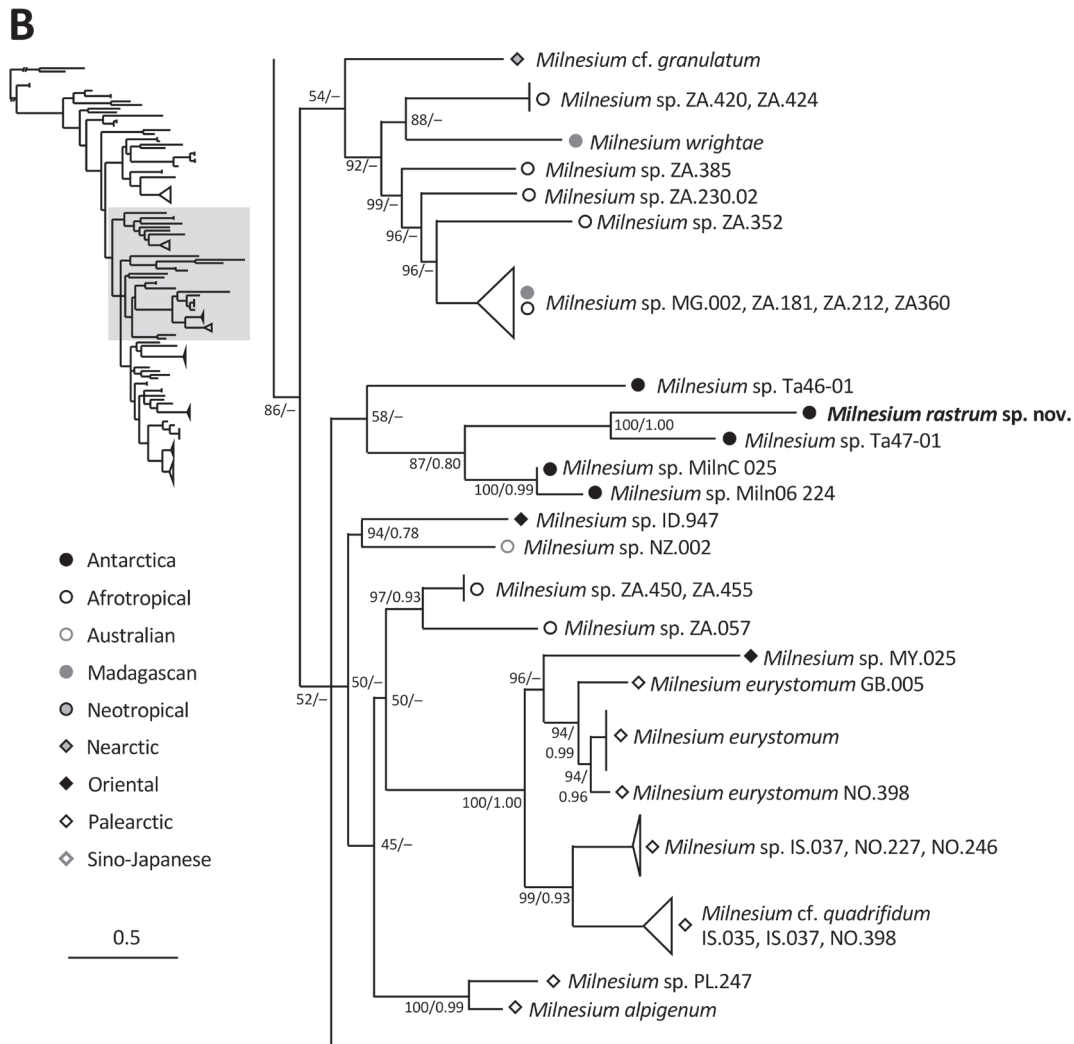 B
Milnesium cf. granulatum
54/–
Milnesium sp. ZA.420, ZA.424
88/–
Milnesium wrightae
92/–
Milnesium sp. ZA.385
99/–
Milnesium sp. ZA.230.02
96/–
Milnesium sp. ZA.352
96/–
Milnesium sp. MG.002, ZA.181, ZA.212, ZA360
86/–
Milnesium sp. Ta46-01
58/–
Milnesium rastrum sp. nov.
100/1.00
Milnesium sp. Ta47-01
87/0.80
Milnesium sp. MilnC 025
100/0.99
Milnesium sp. Miln06 224
Milnesium sp. ID.947
94/0.78
Milnesium sp. NZ.002
97/0.93
Milnesium sp. ZA.450, ZA.455
Milnesium sp. ZA.057
52/–
50/–
50/–
Milnesium sp. MY.025
96/–
Milnesium eurystomum GB.005
94/
0.99
Milnesium eurystomum
94/
0.96
Milnesium eurystomum NO.398
100/1.00
Milnesium sp. IS.037, NO.227, NO.246
45/–
99/0.93
Milnesium cf. quadrifidum
IS.035, IS.037, NO.398
Milnesium sp. PL.247
100/0.99
Milnesium alpigenum
Antarctica
Afrotropical
Australian
Madagascan
Neotropical
Nearctic
Oriental
Palearctic
Sino-Japanese
0.5